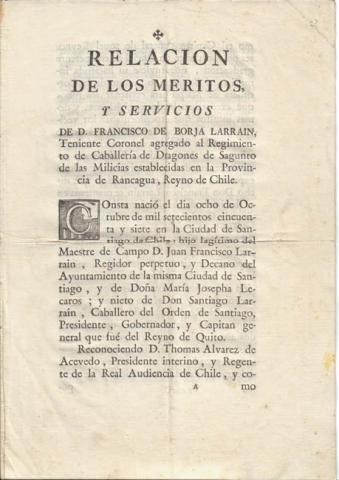 ✠
RELACION
DE LOS MERITOS,
Y SERVICIOS
DE D. FRANCISCO DE BORJA LARRAIN,
Teniente Coronel agregado al Regimien-
to de Caballería de Dragones de Sagunto
de las Milicias establecidas en la Provin-
cia de Rancagua, Reyno de Chile.
COnsta nació el dia ocho de Oc-
tubre de mil setecientos cincuen-
ta y siete en la Ciudad de San-
tiago de Chile; hijo legítimo del
Maestre de Campo D. Juan Francisco Lar-
rain, Regidor perpetuo, y Decano del
Ayuntamiento de la misma Ciudad de San-
tiago, y de Doña María Josepha Le-
caros; y nieto de Don Santiago Lar-
rain, Caballero del Orden de Santiago,
Presidente, Gobernador, y Capitan ge-
neral que fué del Reyno de Quito.
Reconociendo D. Thomas Alvarez de
Acevedo, Presidente interino, y Regen-
te de la Real Audiencia de Chile, y co-
A mo